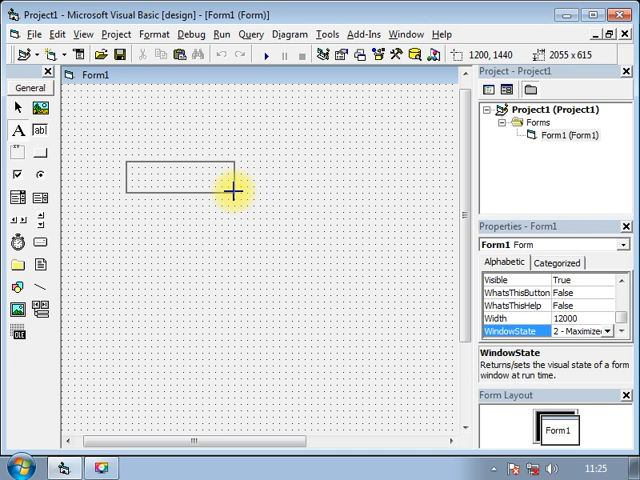 Project1 - Microsoft Visual Basic [design] - [Form1 (Form)]
File Edit View Project Format Debug Run Query Diagram Tools Add-Ins Window Help
1200, 1440 2055 x 615
General
A ab|
OLE
Form1
Project - Project1
Project1 (Project1)
Forms
Form1 (Form1)
Properties - Form1
Form1 Form
Alphabetic Categorized
Visible True
WhatsThisButton False
WhatsThisHelp False
Width 12000
WindowState 2 - Maximized
WindowState
Returns/sets the visual state of a form
window at run time.
Form Layout
Form1
11:25